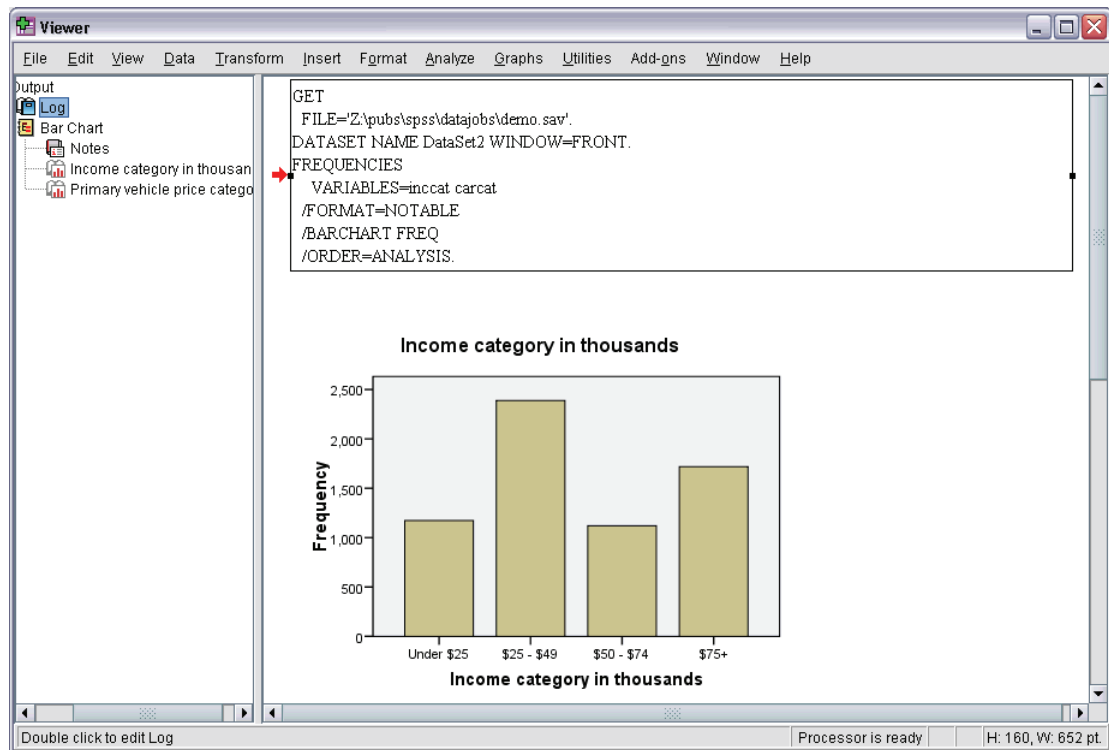 Viewer
File Edit View Data Transform Insert Format Analyze Graphs Utilities Add-ons Window Help
Output
Log
Bar Chart
Notes
Income category in thousan
Primary vehicle price catego
GET
FILE='Z:\pubs\spss\datajobs\demo.sav'.
DATASET NAME DataSet2 WINDOW=FRONT.
FREQUENCIES
VARIABLES=inccat carcat
/FORMAT=NOTABLE
/BARCHART FREQ
/ORDER=ANALYSIS.
Income category in thousands
Frequency
2,500
2,000
1,500
1,000
500
0
Under $25 $25 - $49 $50 - $74 $75+
Income category in thousands
Double click to edit Log Processor is ready H: 160, W: 652 pt.